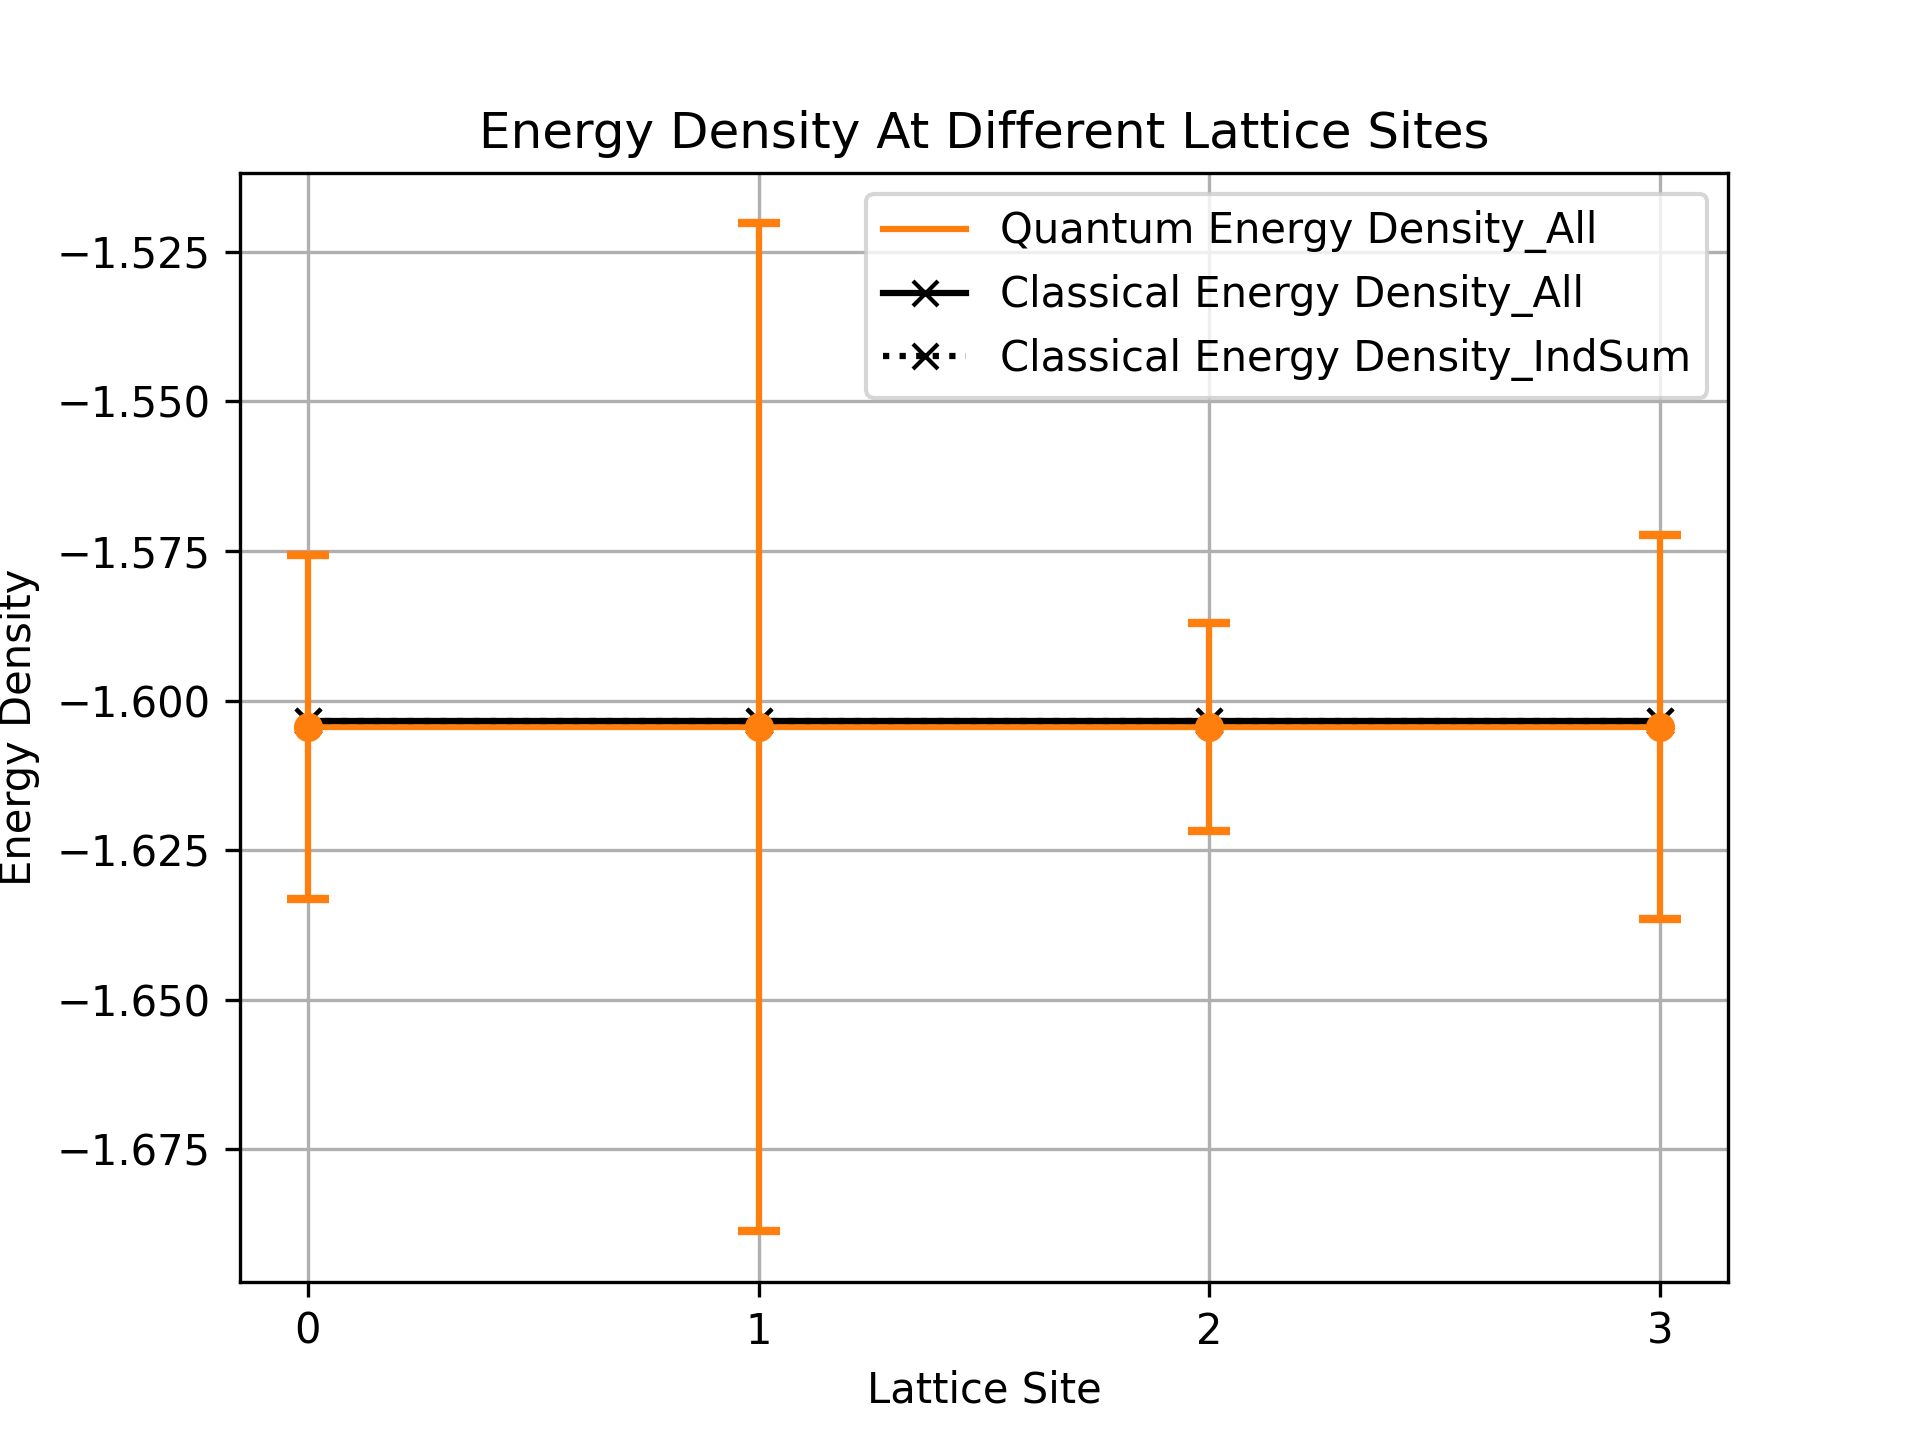 Energy Density At Different Lattice Sites
Quantum Energy Density_All
Classical Energy Density_All
Classical Energy Density_IndSum
−1.525
−1.550
−1.575
−1.600
−1.625
−1.650
−1.675
Energy Density
0 1 2 3
Lattice Site